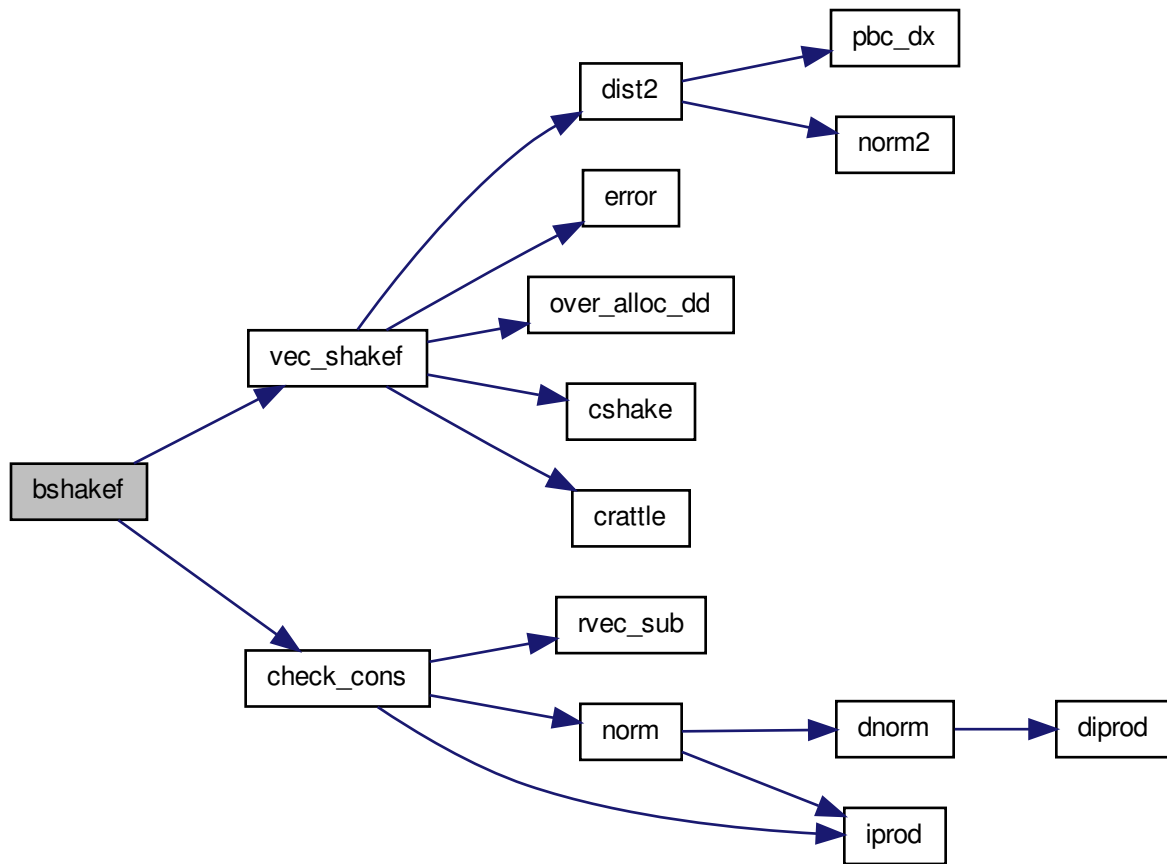 pbc_dx
dist2
norm2
error
over_alloc_dd
vec_shakef
cshake
bshakef
crattle
rvec_sub
check_cons
norm
dnorm
diprod
iprod